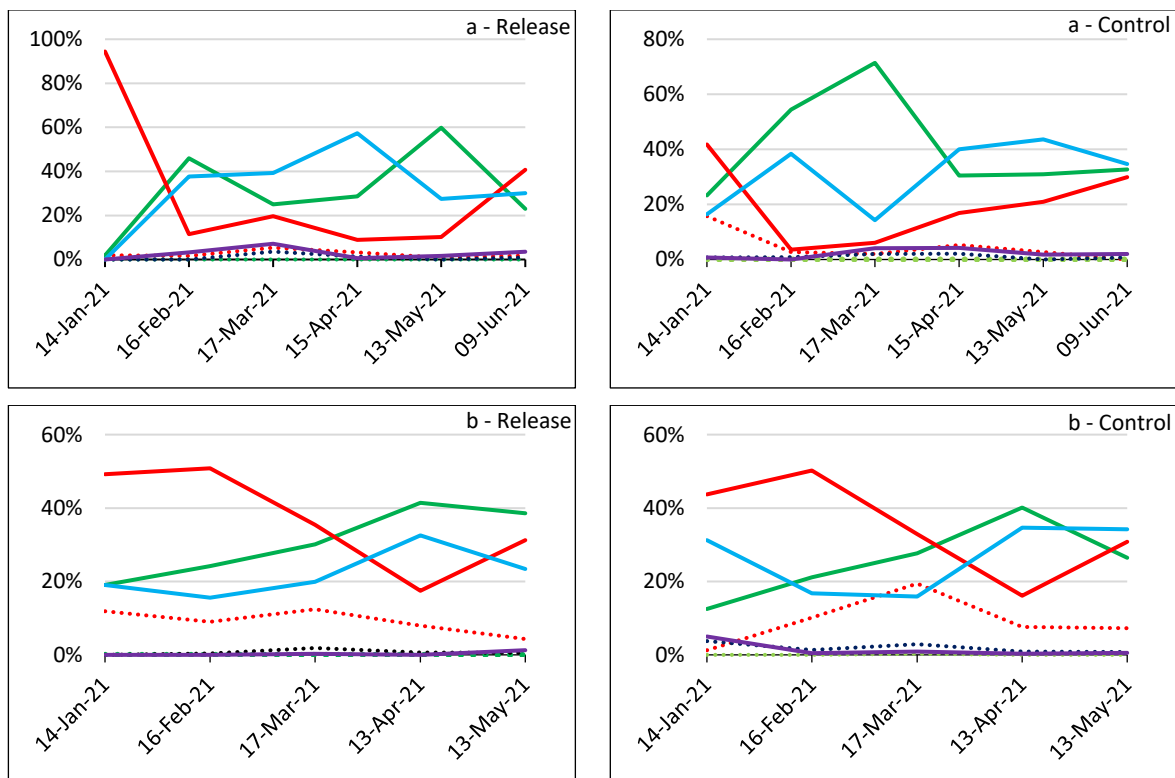 a - Release
100%
80%
60%
40%
20%
0%
14-Jan-21
16-Feb-21
17-Mar-21
15-Apr-21
13-May-21
09-Jun-21
a - Control
80%
60%
40%
20%
0%
14-Jan-21
16-Feb-21
17-Mar-21
15-Apr-21
13-May-21
09-Jun-21
b - Release
60%
40%
20%
0%
14-Jan-21
16-Feb-21
17-Mar-21
13-Apr-21
13-May-21
b - Control
60%
40%
20%
0%
14-Jan-21
16-Feb-21
17-Mar-21
13-Apr-21
13-May-21